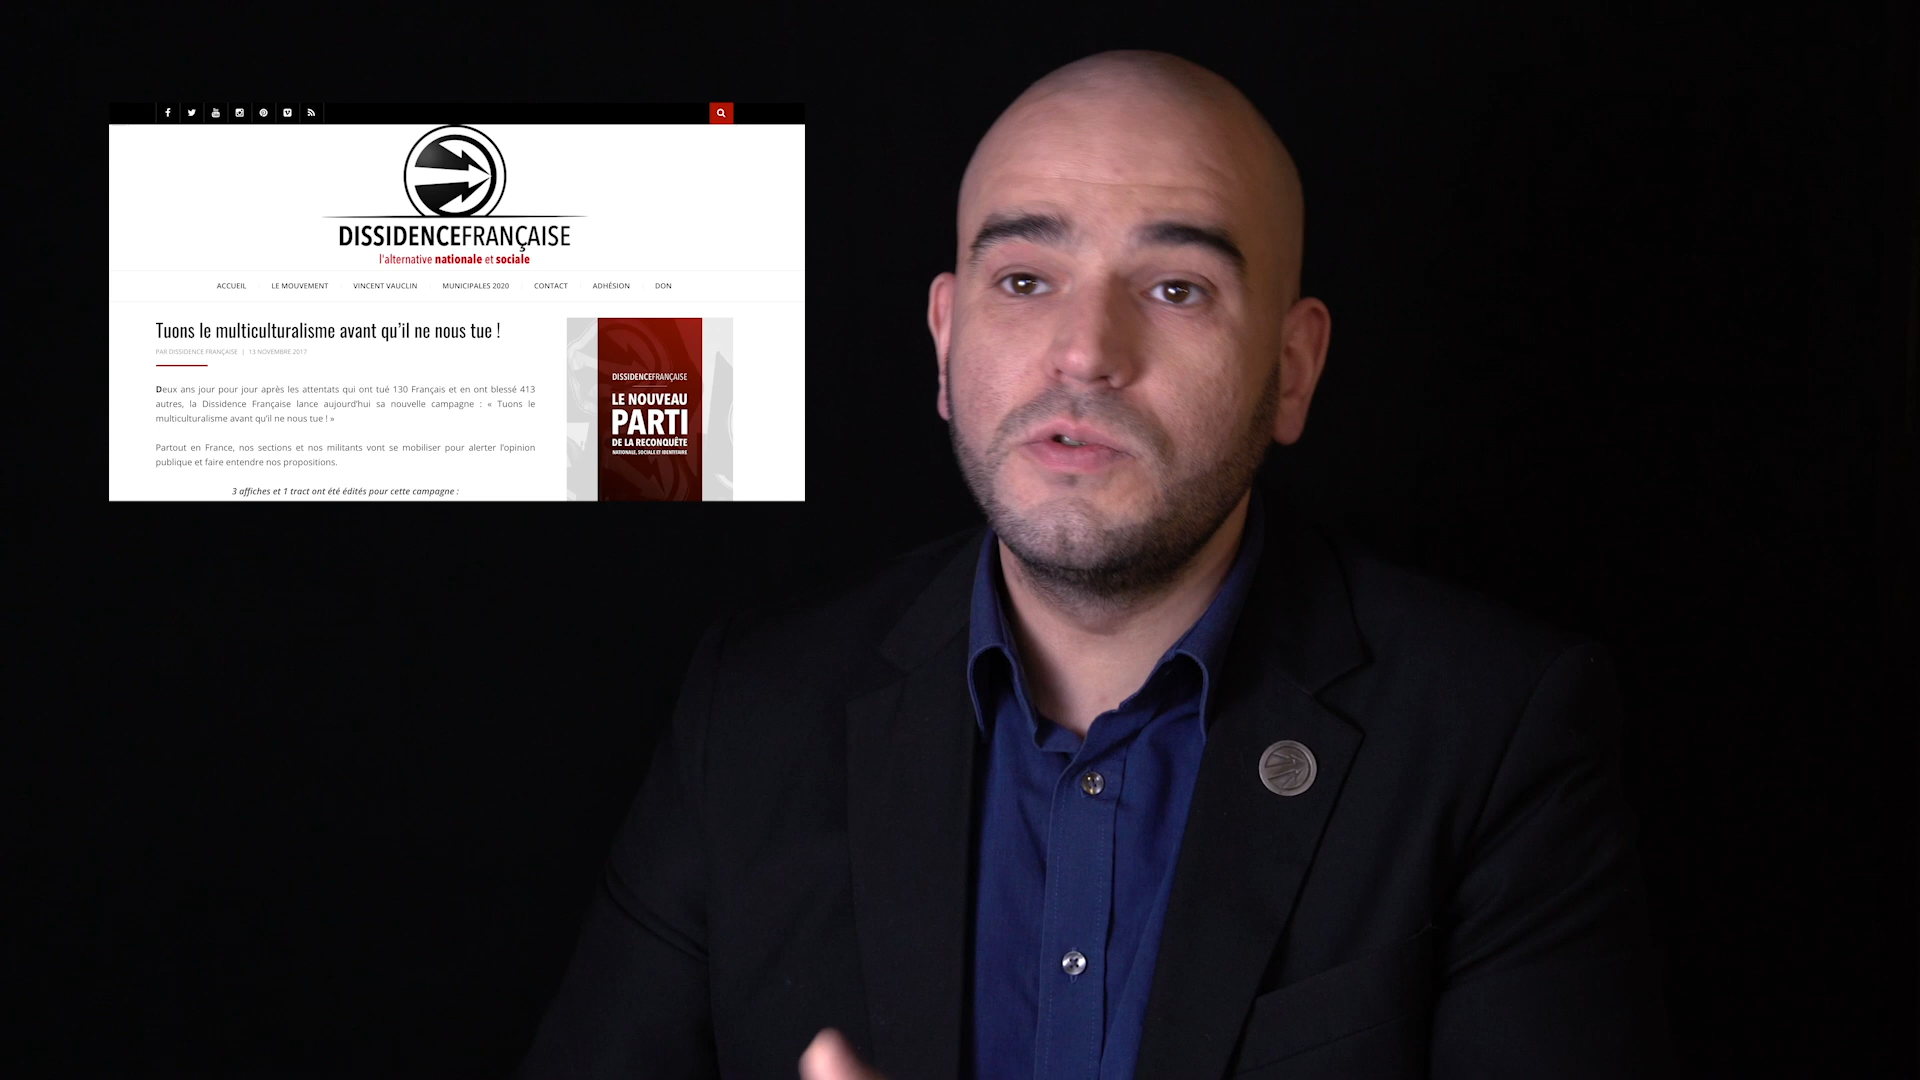 DISSIDENCEFRANÇAISE
l'alternative nationale et sociale
ACCUEIL LE MOUVEMENT VINCENT VAUCLIN MUNICIPALES 2020 CONTACT ADHÉSION DON
Tuons le multiculturalisme avant qu'il ne nous tue !
PAR DISSIDENCE FRANÇAISE | 13 NOVEMBRE 2017
Deux ans jour pour jour après les attentats qui ont tué 130 Français et en ont blessé 413
autres, la Dissidence Française lance aujourd'hui sa nouvelle campagne : « Tuons le
multiculturalisme avant qu'il ne nous tue ! »
Partout en France, nos sections et nos militants vont se mobiliser pour alerter l'opinion
publique et faire entendre nos propositions.
3 affiches et 1 tract ont été édités pour cette campagne :
DISSIDENCEFRANÇAISE
LE NOUVEAU
PARTI
DE LA RECONQUÊTE
NATIONALE, SOCIALE ET IDENTITAIRE